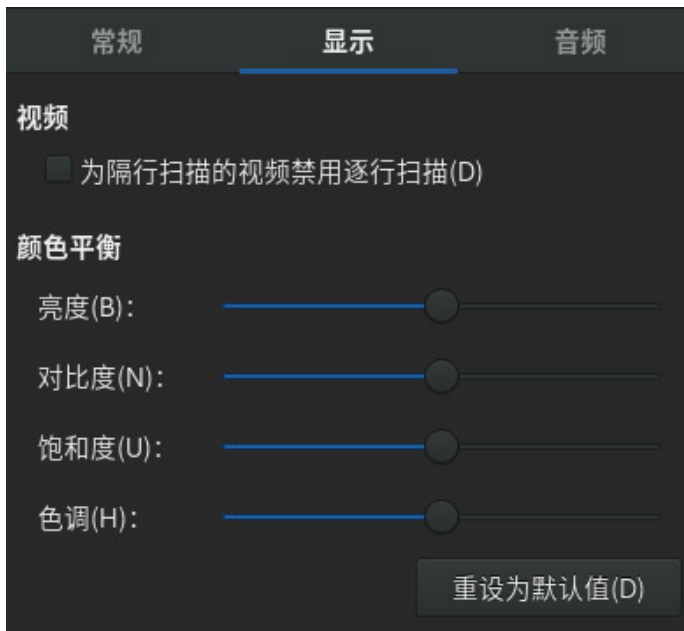 常规 显示 音频
视频
为隔行扫描的视频禁用逐行扫描(D)
颜色平衡
亮度(B)：
对比度(N)：
饱和度(U)：
色调(H)：
重设为默认值(D)